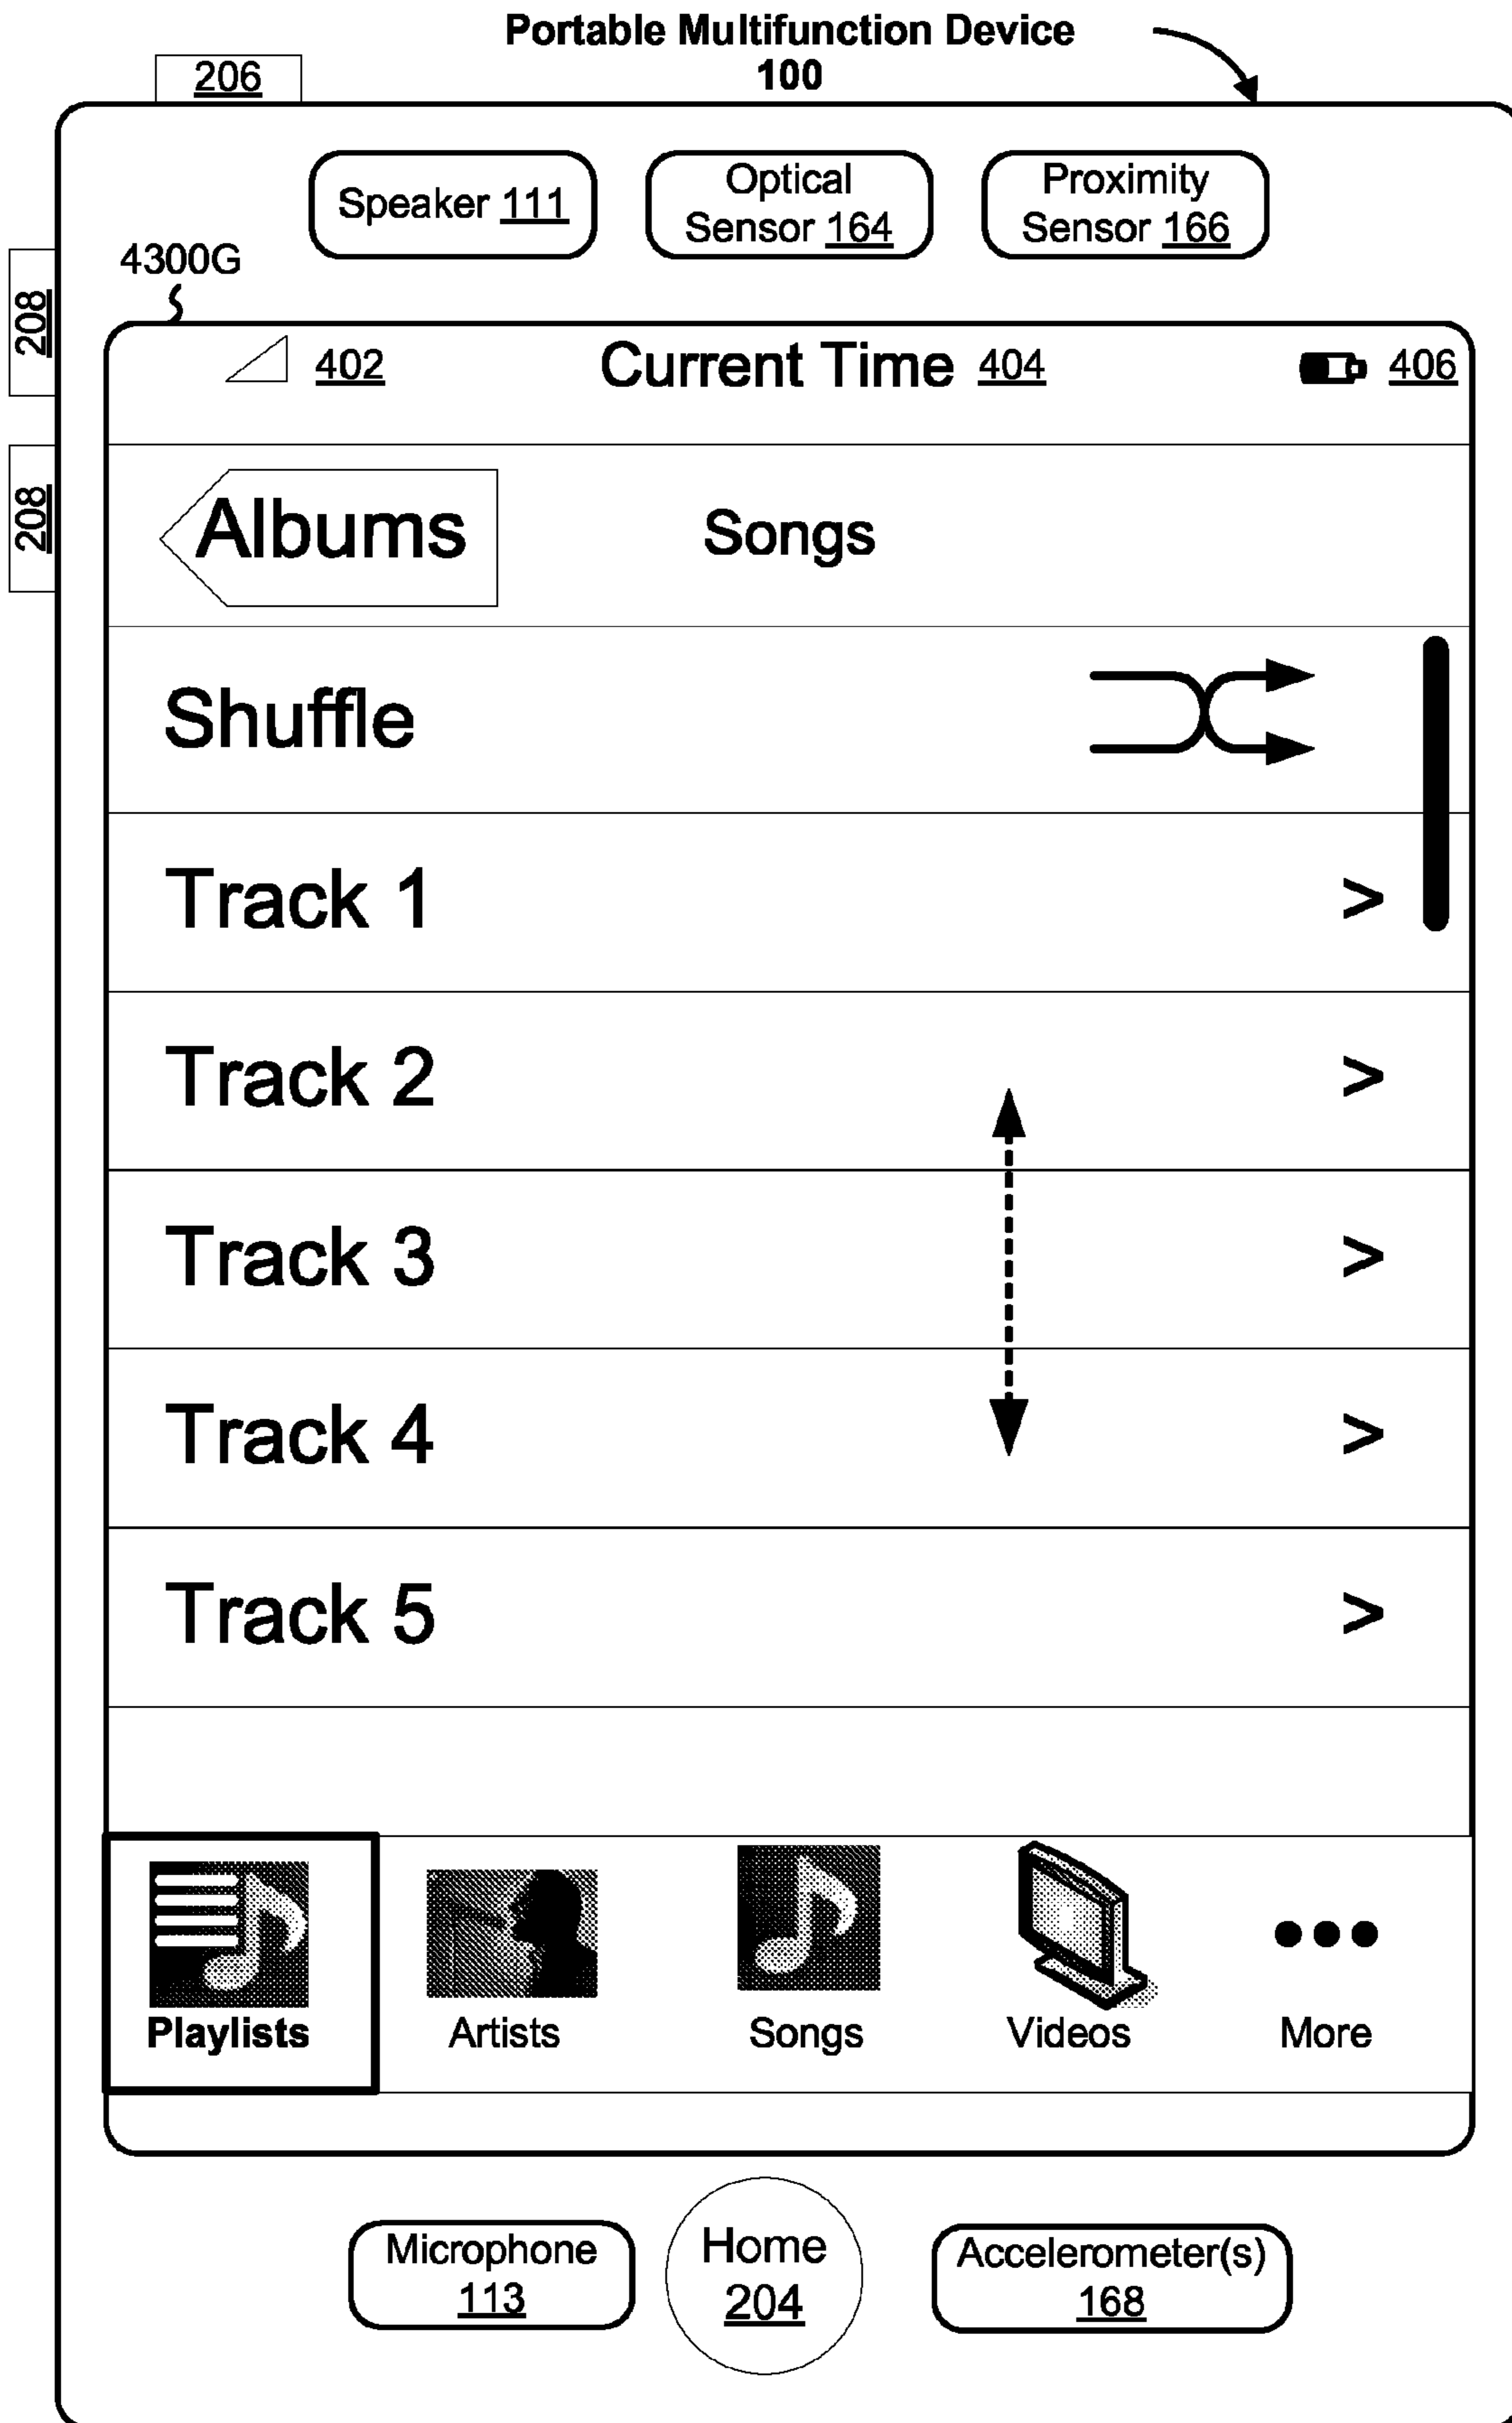 Portable Multifunction Device
100
206
Speaker 111
Optical
Sensor 164
Proximity
Sensor 166
4300G
208
208
402
Current Time 404
406
Albums
Songs
Shuffle
Track 1 >
Track 2 >
Track 3 >
Track 4 >
Track 5 >
Playlists
Artists
Songs
Videos
More
Microphone
113
Home
204
Accelerometer(s)
168